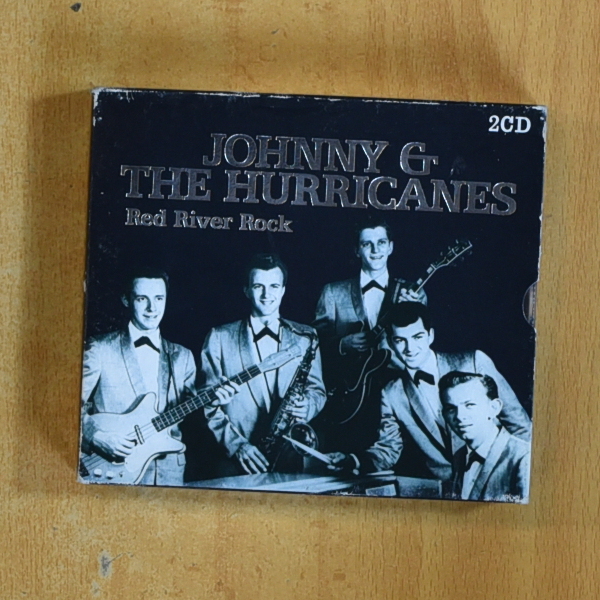 2CD
JOHNNY &
THE HURRICANES
Red River Rock